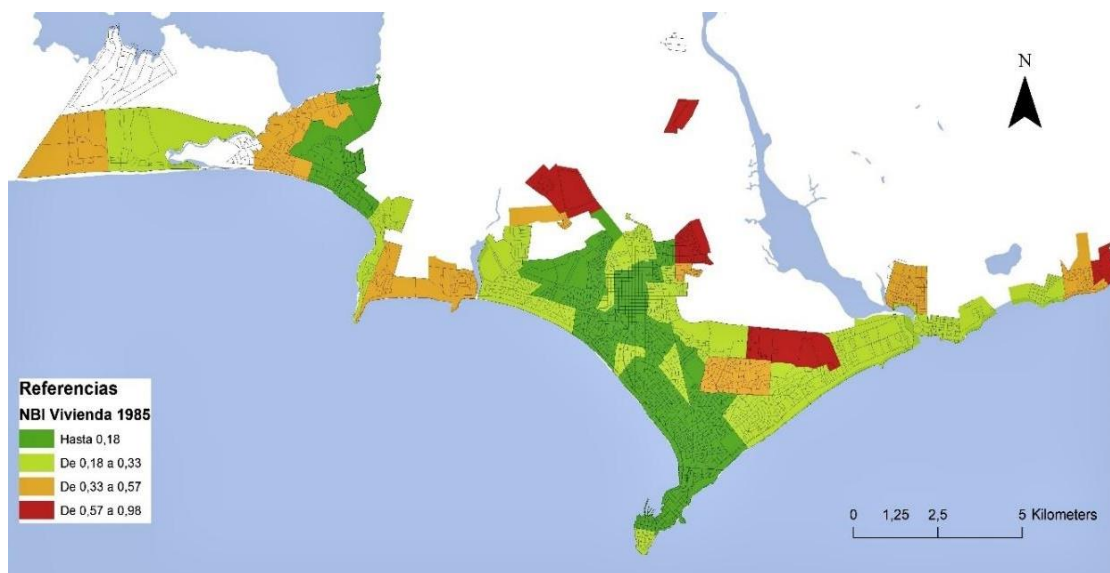 N
Referencias
NBI Vivienda 1985
Hasta 0,18
De 0,18 a 0,33
De 0,33 a 0,57
De 0,57 a 0,98
0 1,25 2,5 5 Kilometers